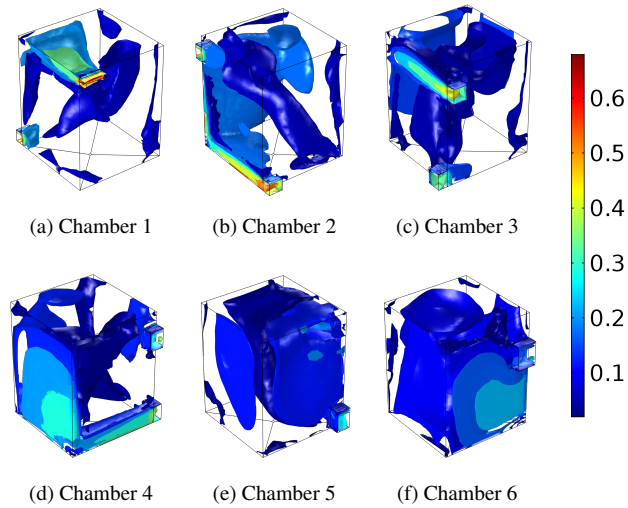 (a) Chamber 1
(b) Chamber 2
(c) Chamber 3
0.6
0.5
0.4
0.3
0.2
0.1
(d) Chamber 4
(e) Chamber 5
(f) Chamber 6